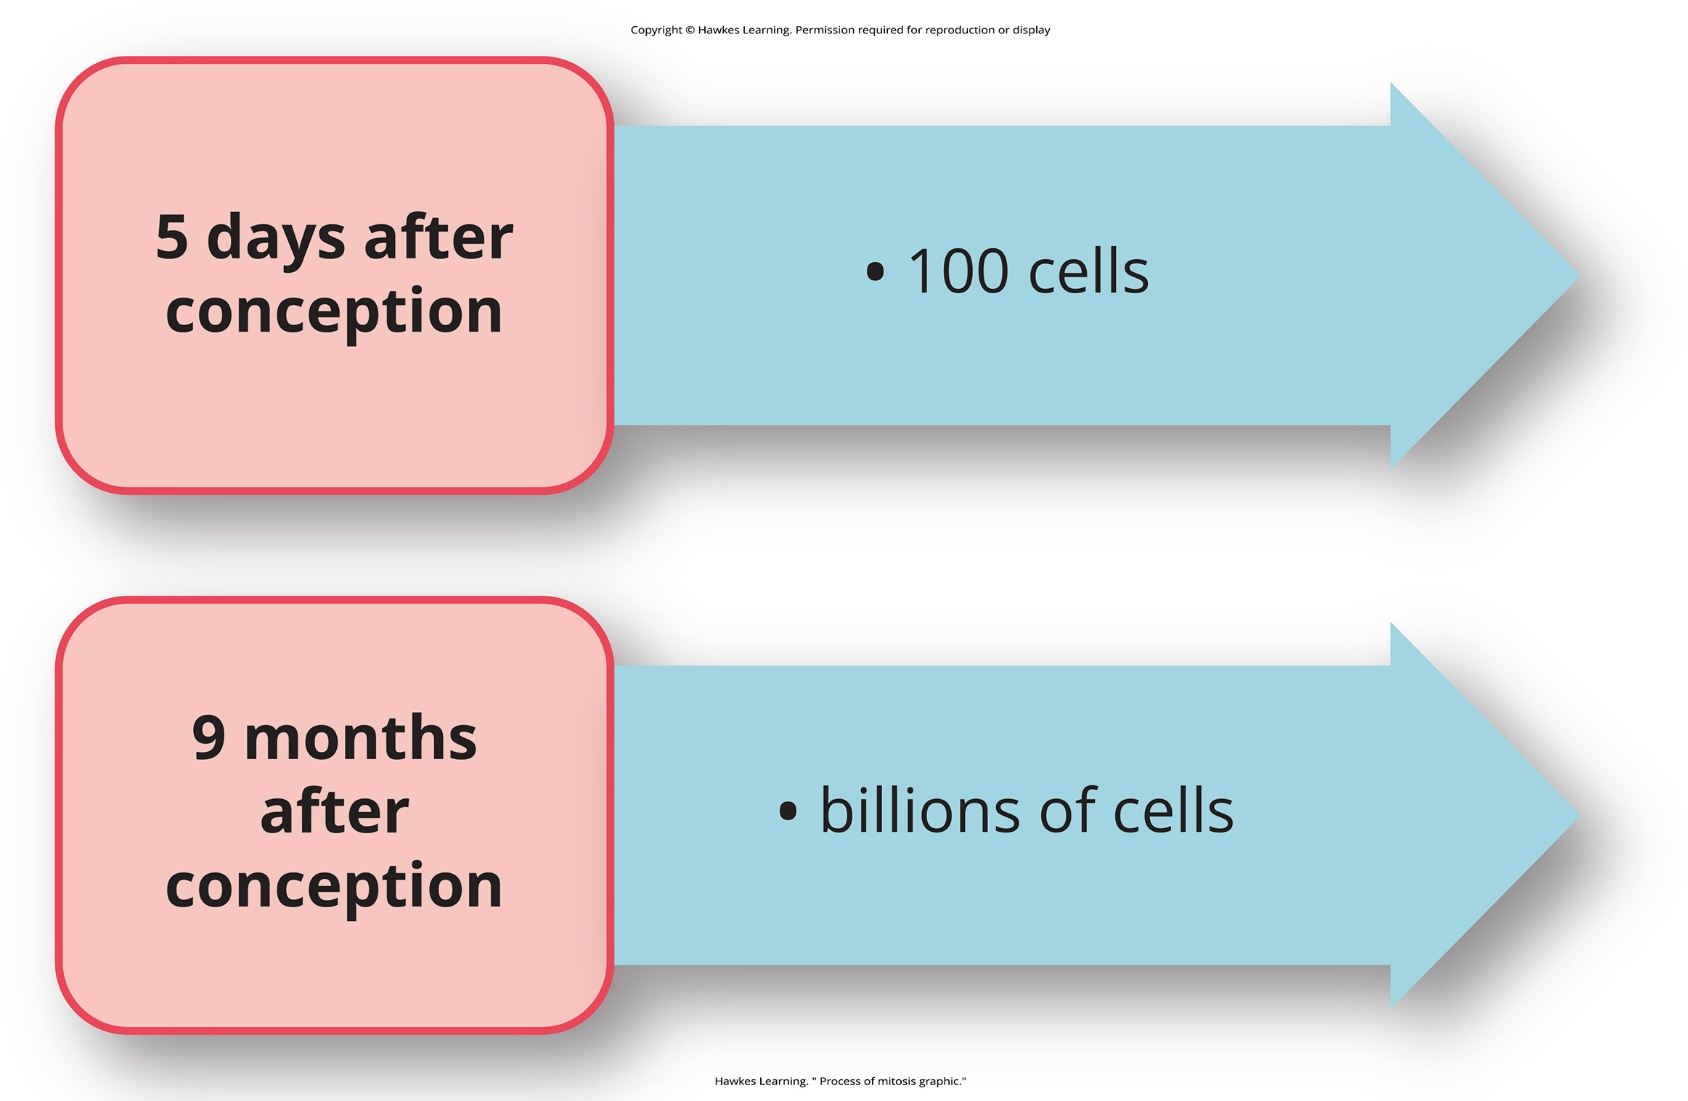 Copyright © Hawkes Learning. Permission required for reproduction or display
5 days after
conception
• 100 cells
9 months
after
conception
• billions of cells
Hawkes Learning. " Process of mitosis graphic."